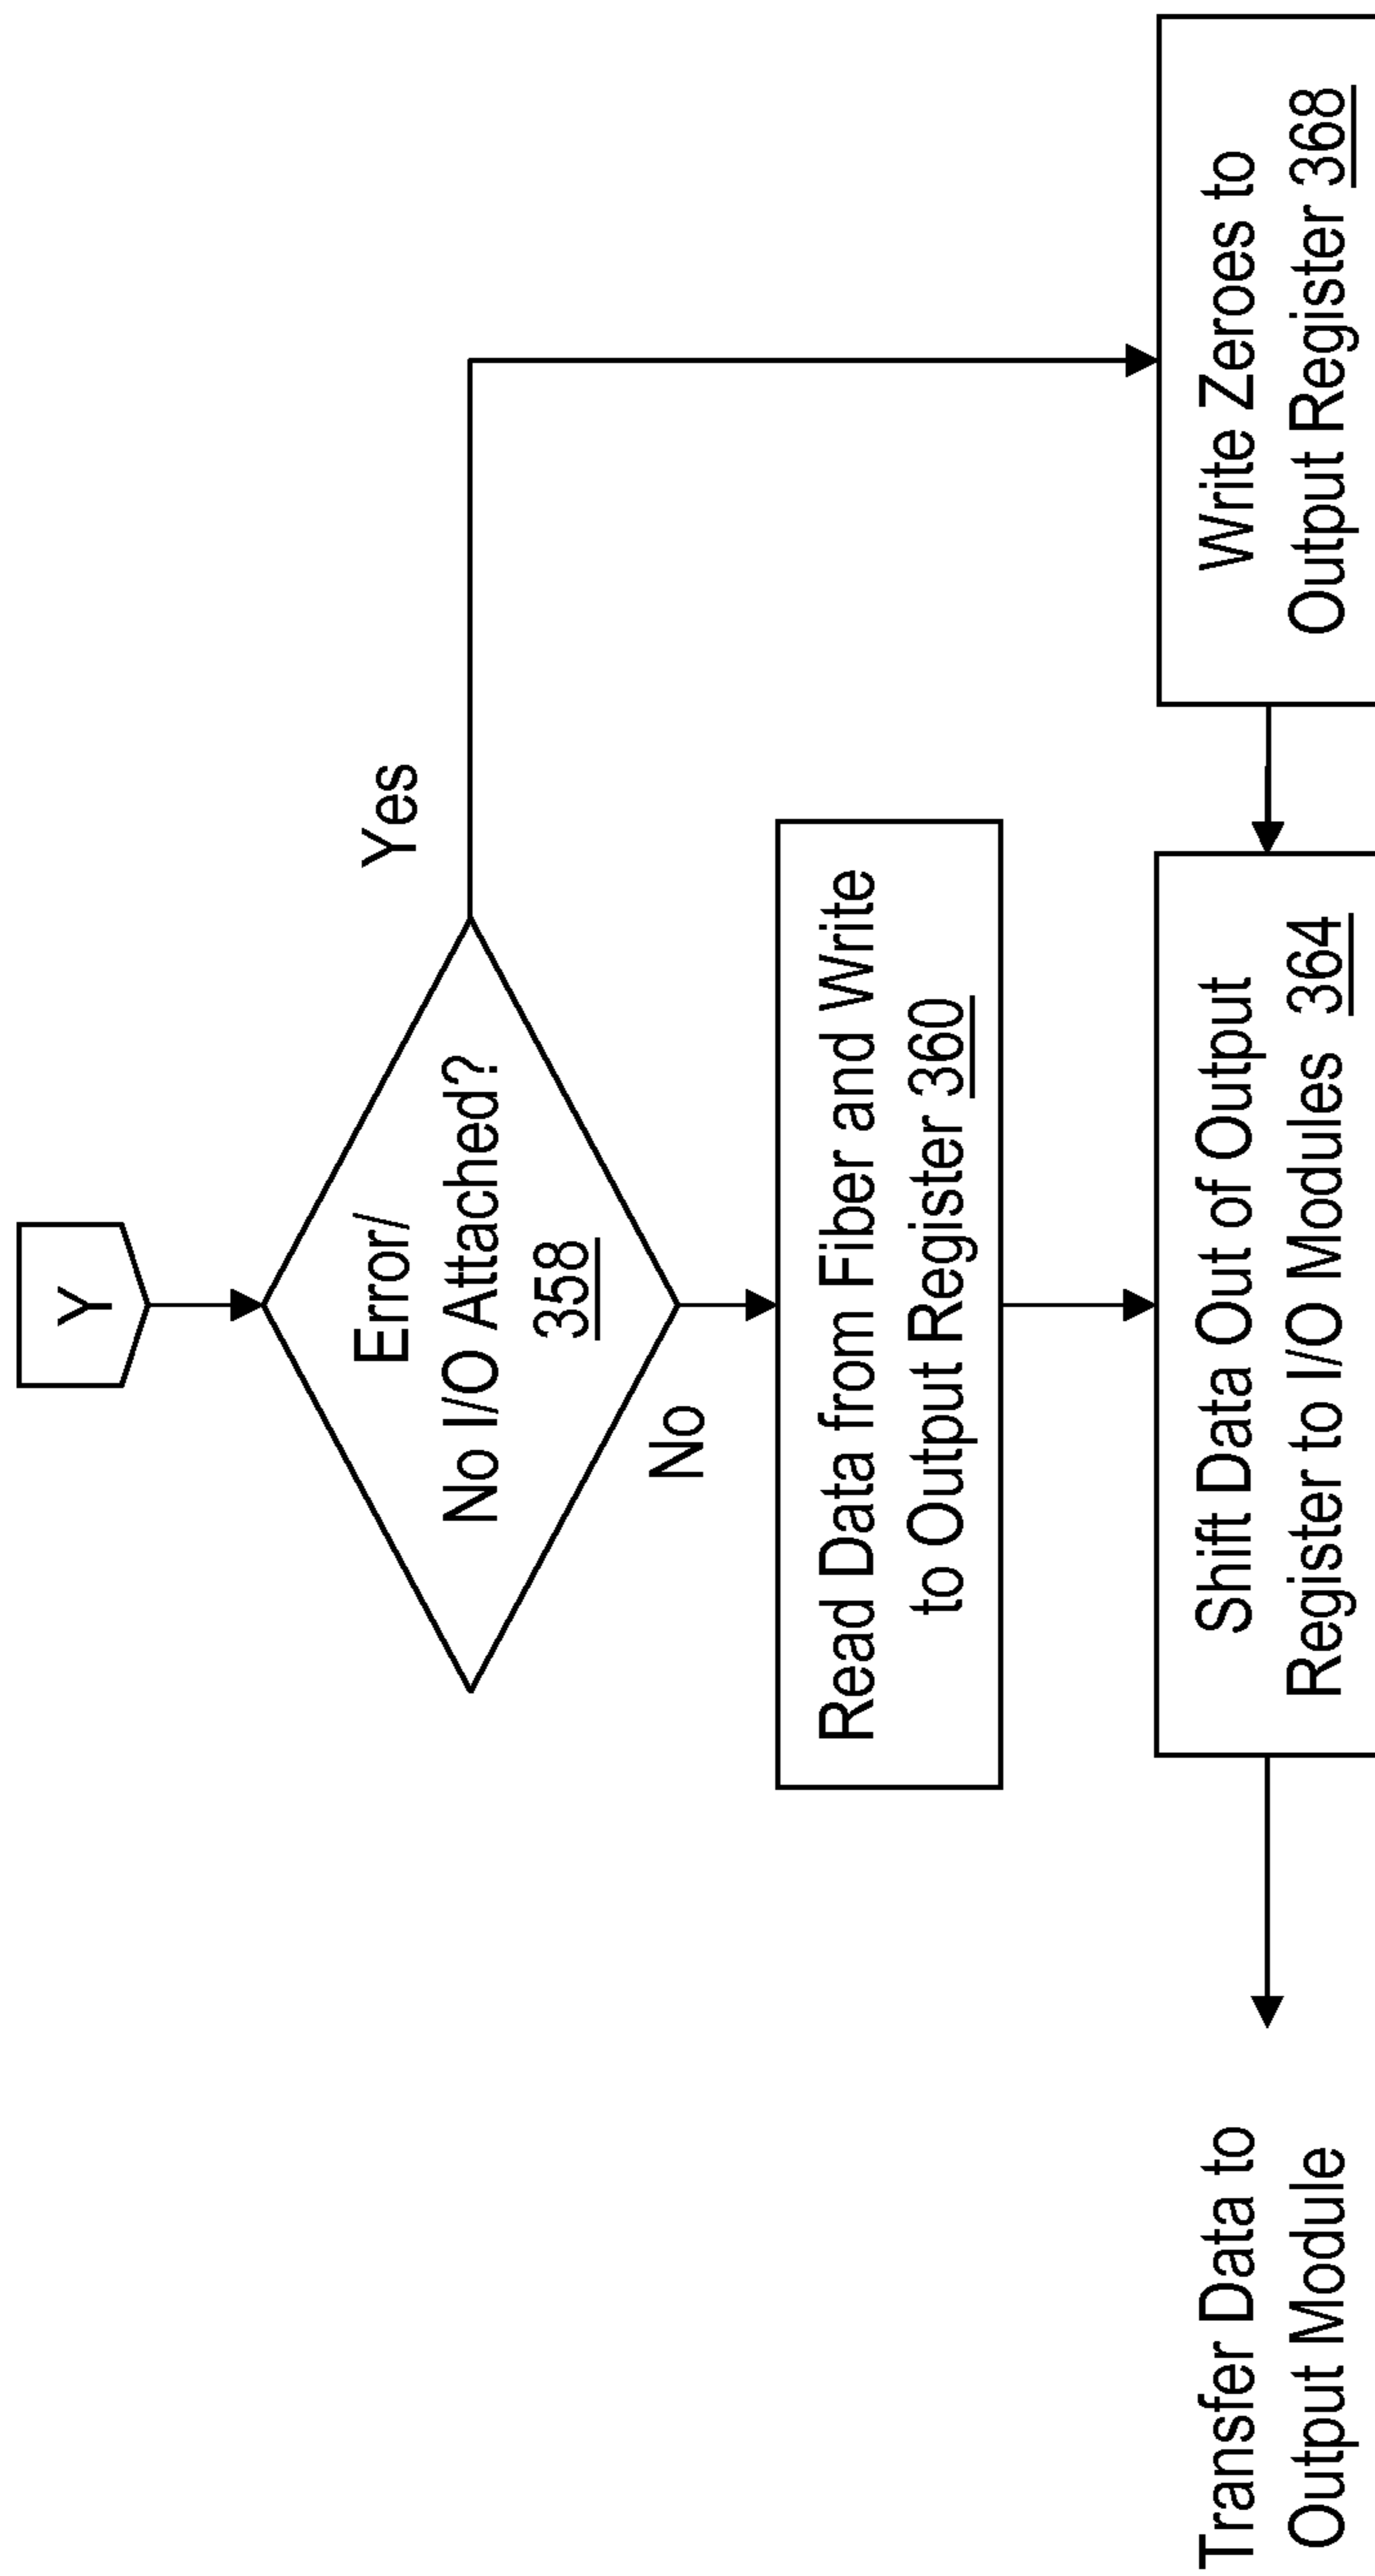 Y
Error/
No I/O Attached?
358
Yes
No
Read Data from Fiber and Write
to Output Register 360
Transfer Data to
Output Module
Shift Data Out of Output
Register to I/O Modules 364
Write Zeroes to
Output Register 368